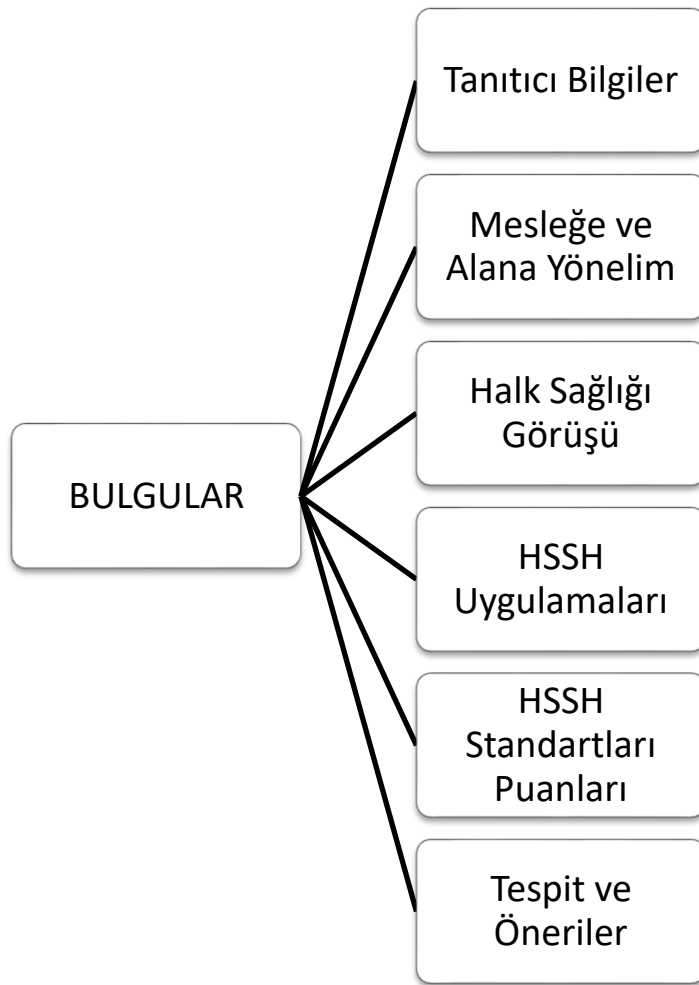 Tanıtıcı Bilgiler
Mesleğe ve
Alana Yönelim
Halk Sağlığı
Görüşü
BULGULAR
HSSH
Uygulamaları
HSSH
Standartları
Puanları
Tespit ve
Öneriler